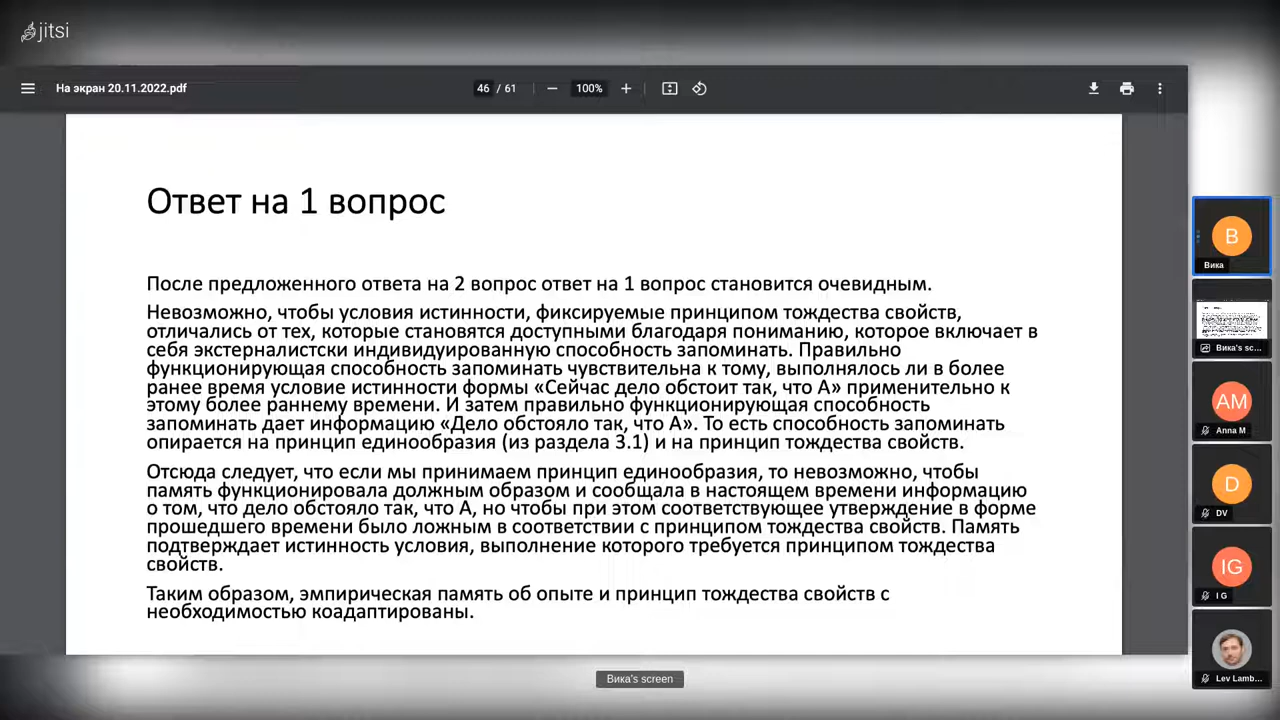 jitsi
На экран 20.11.2022.pdf
46 / 61
100%
Ответ на 1 вопрос
После предложенного ответа на 2 вопрос ответ на 1 вопрос становится очевидным.
Невозможно, чтобы условия истинности, фиксируемые принципом тождества свойств,
отличались от тех, которые становятся доступными благодаря пониманию, которое включает в
себя экстерналистски индивидуированную способность запоминать. Правильно
функционирующая способность запоминать чувствительна к тому, выполнялось ли в более
ранее время условие истинности формы «Сейчас дело обстоит так, что А» применительно к
этому более раннему времени. И затем правильно функционирующая способность
запоминать дает информацию «Дело обстояло так, что А». То есть способность запоминать
опирается на принцип единообразия (из раздела 3.1) и на принцип тождества свойств.
Отсюда следует, что если мы принимаем принцип единообразия, то невозможно, чтобы
память функционировала должным образом и сообщала в настоящем времени информацию
о том, что дело обстояло так, что А, но чтобы при этом соответствующее утверждение в форме
прошедшего времени было ложным в соответствии с принципом тождества свойств. Память
подтверждает истинность условия, выполнение которого требуется принципом тождества
свойств.
Таким образом, эмпирическая память об опыте и принцип тождества свойств с
необходимостью коадаптированы.
B
Вика
Вика's sc...
AM
Anna M
D
DV
IG
I G
Lev Lamb...
Вика's screen